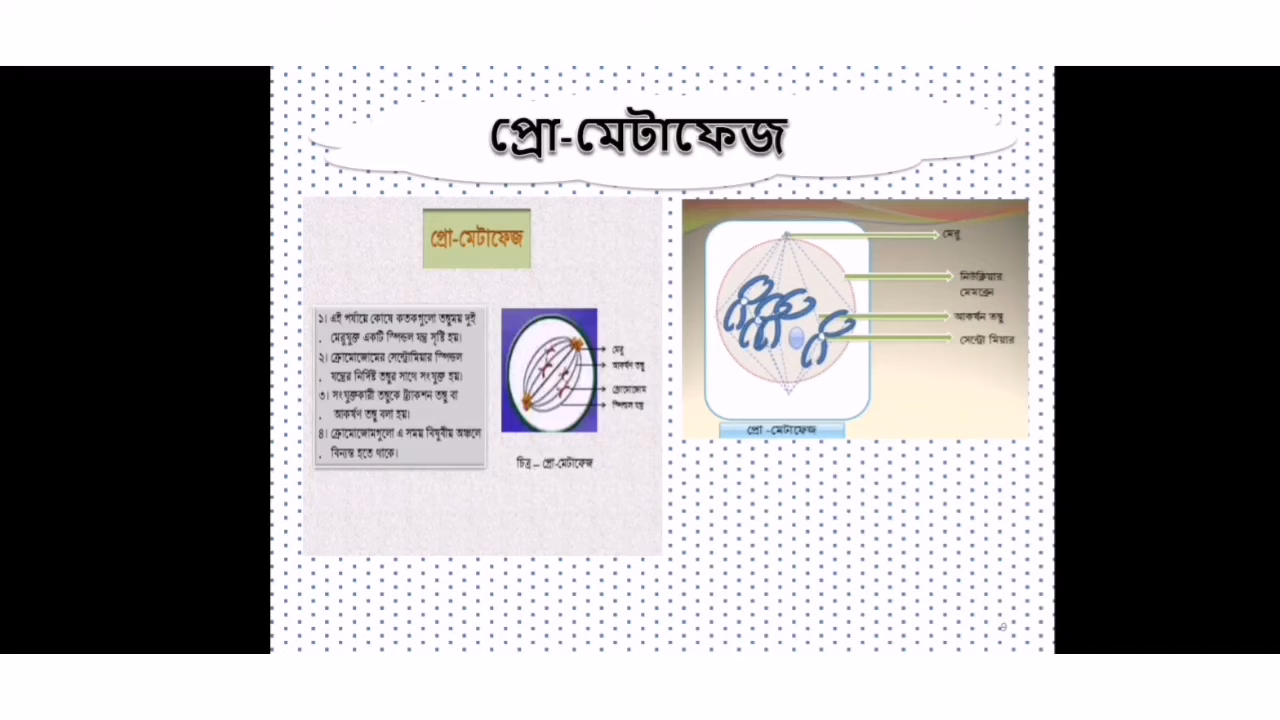 প্রো-মেটাফেজ
প্রো-মেটাফেজ
১। এই পর্যায়ে কোষে কতকগুলো তন্তুময় দুই
. মেরুযুক্ত একটি স্পিন্ডল যন্ত্র সৃষ্টি হয়।
২। ক্রোমোজোমের সেন্ট্রোমিয়ার স্পিন্ডল
. যন্ত্রের নির্দিষ্ট তন্তুর সাথে সংযুক্ত হয়।
৩। সংযুক্তকারী তন্তুকে ট্র্যাকশন তন্তু বা
. আকর্ষণ তন্তু বলা হয়।
৪। ক্রোমোজোমগুলো এ সময় বিষুবীয় অঞ্চলে
. বিন্যস্ত হতে থাকে।
মেরু
আকর্ষণ তন্তু
ক্রোমোজোম
স্পিন্ডল যন্ত্র
চিত্র – প্রো-মেটাফেজ
মেরু
নিউক্লিয়ার
মেমব্রেন
আকর্ষন তন্তু
সেন্ট্রো মিয়ার
প্রো -মেটাফেজ